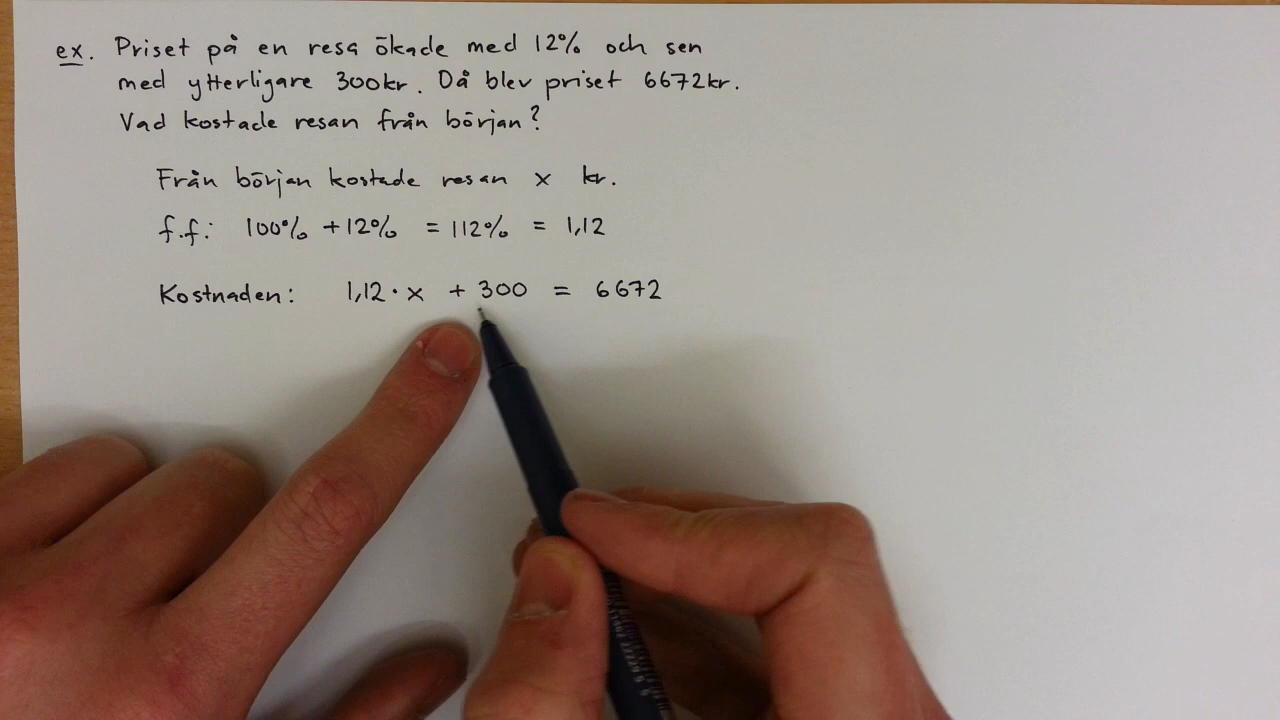 ex. Priset på en resa ökade med 12% och sen
med ytterligare 300kr. Då blev priset 6672kr.
Vad kostade resan från början?
Från början kostade resan x kr.
f.f: 100% + 12% = 112% = 1,12
Kostnaden: 1,12 · x + 300 = 6672